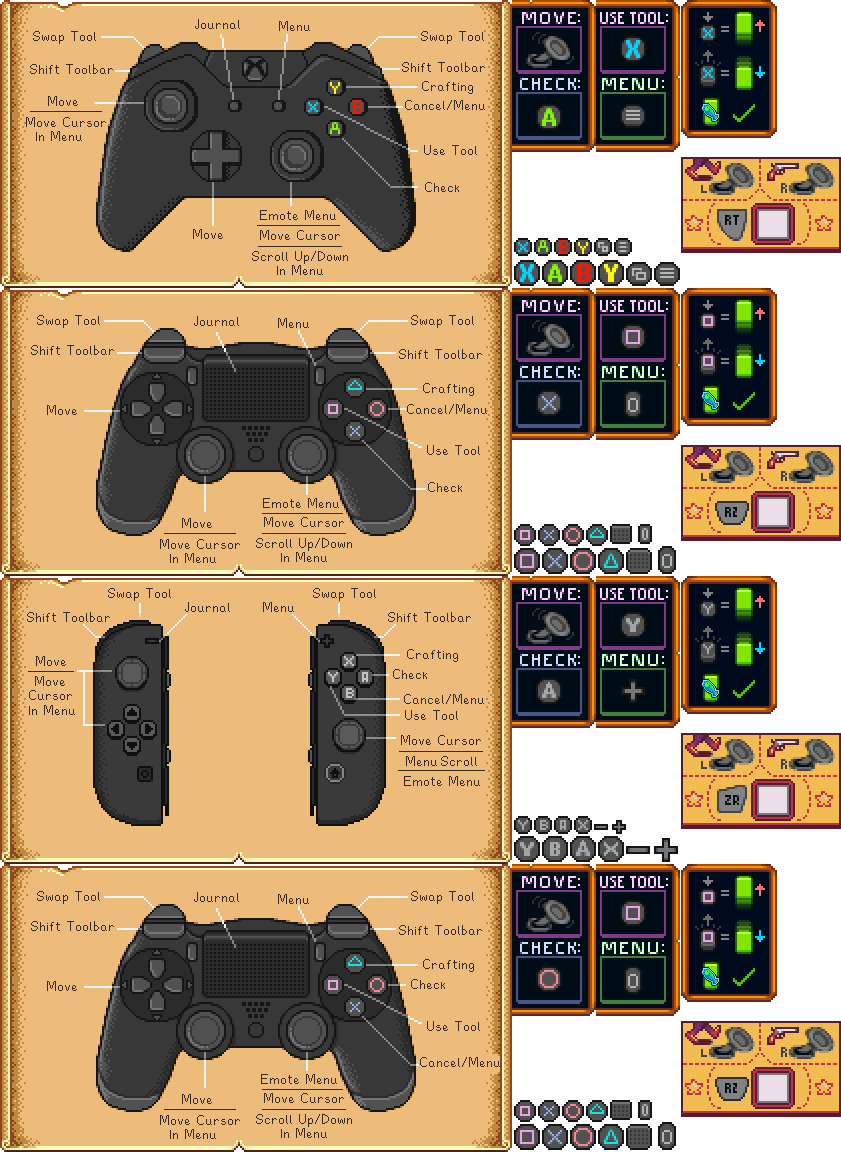 Journal
Menu
Swap Tool
Swap Tool
Shift Toolbar
Shift Toolbar
Y
Crafting
Move
X
B
Cancel/Menu
Move Cursor
In Menu
A
Use Tool
Check
Move
Emote Menu
Move Cursor
Scroll Up/Down
In Menu
MOVE:
USE TOOL:
X
CHECK:
MENU:
A
X
=
X
=
L
R
RT
X A B Y
X A B Y
Swap Tool
Journal
Menu
Swap Tool
Shift Toolbar
Shift Toolbar
Crafting
Move
Cancel/Menu
Use Tool
Check
Move
Move Cursor
In Menu
Emote Menu
Move Cursor
Scroll Up/Down
In Menu
MOVE:
USE TOOL:
CHECK:
MENU:
=
=
L
R
R2
Swap Tool
Swap Tool
Shift Toolbar
Journal
Menu
Shift Toolbar
Move
Move
Cursor
In Menu
X
Crafting
Y
A
Check
B
Cancel/Menu
Use Tool
Move Cursor
Menu Scroll
Emote Menu
MOVE:
USE TOOL:
Y
CHECK:
MENU:
A
+
Y
=
Y
=
L
R
ZR
Y B A X - +
Y B A X - +
Swap Tool
Journal
Menu
Swap Tool
Shift Toolbar
Shift Toolbar
Crafting
Move
Check
Use Tool
Cancel/Menu
Move
Move Cursor
In Menu
Emote Menu
Move Cursor
Scroll Up/Down
In Menu
MOVE:
USE TOOL:
CHECK:
MENU:
=
=
L
R
R2